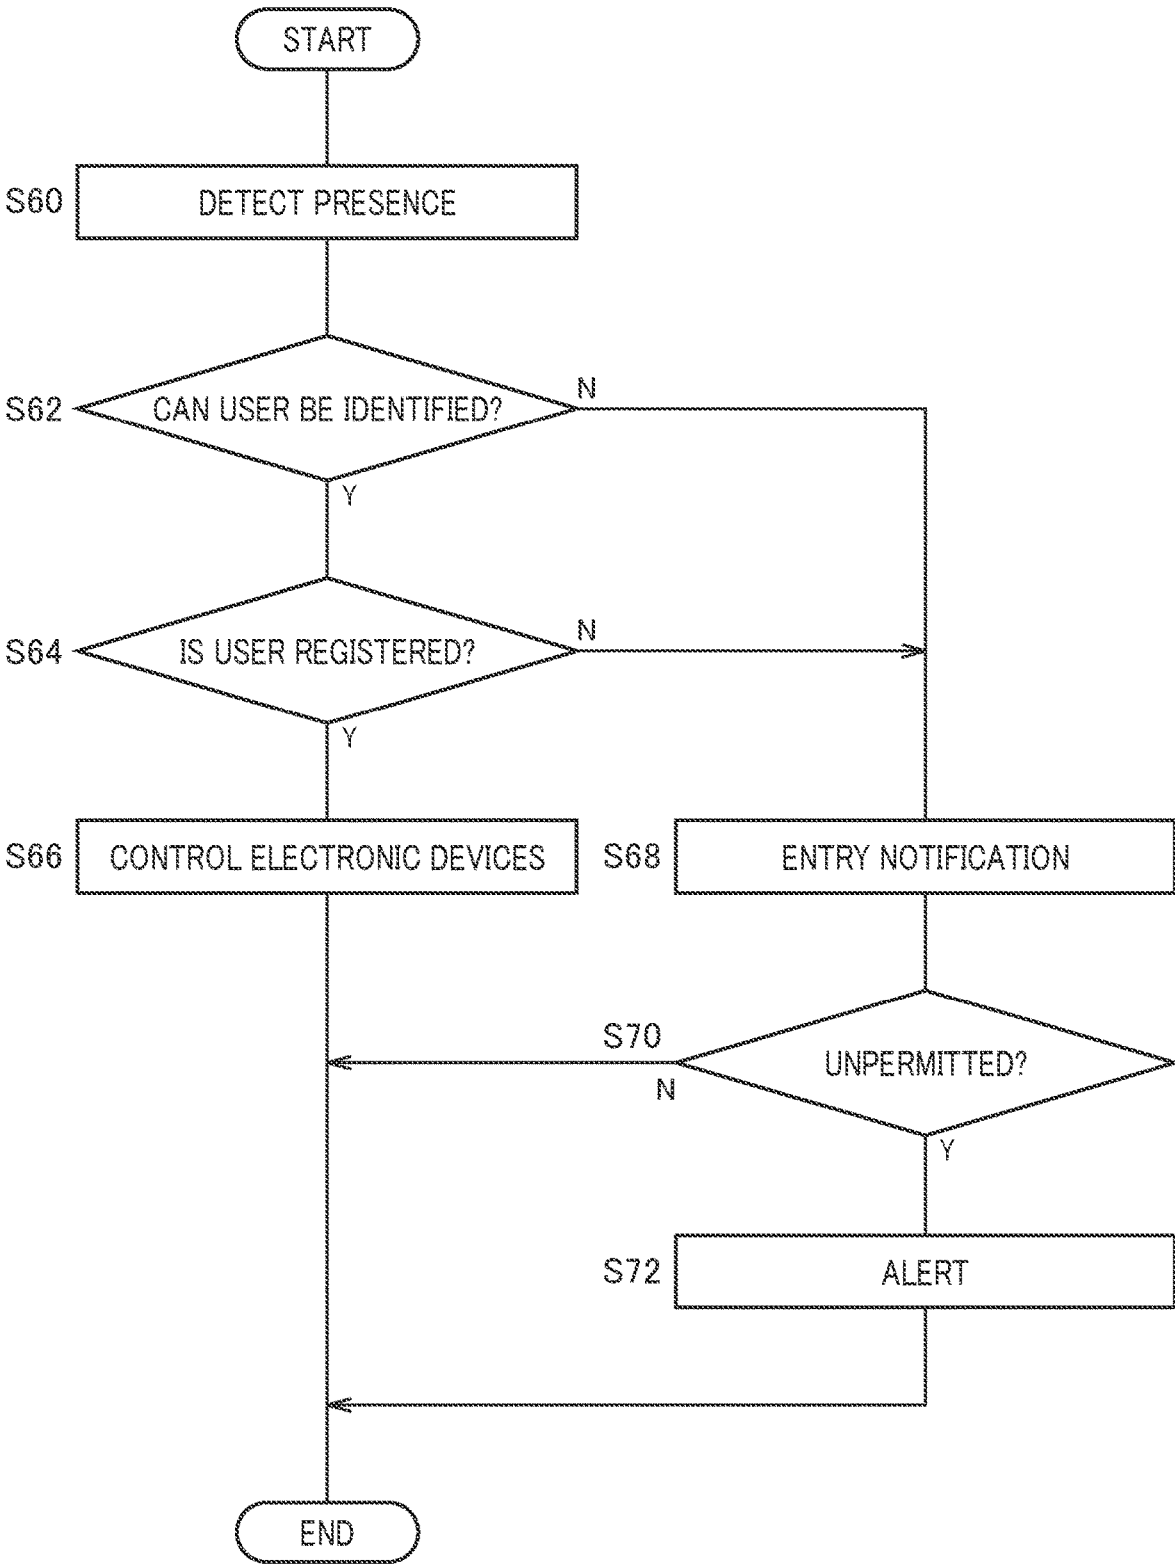 START
S60 DETECT PRESENCE
S62 CAN USER BE IDENTIFIED? N
Y
S64 IS USER REGISTERED? N
Y
S66 CONTROL ELECTRONIC DEVICES
S68 ENTRY NOTIFICATION
S70 UNPERMITTED?
N
Y
S72 ALERT
END